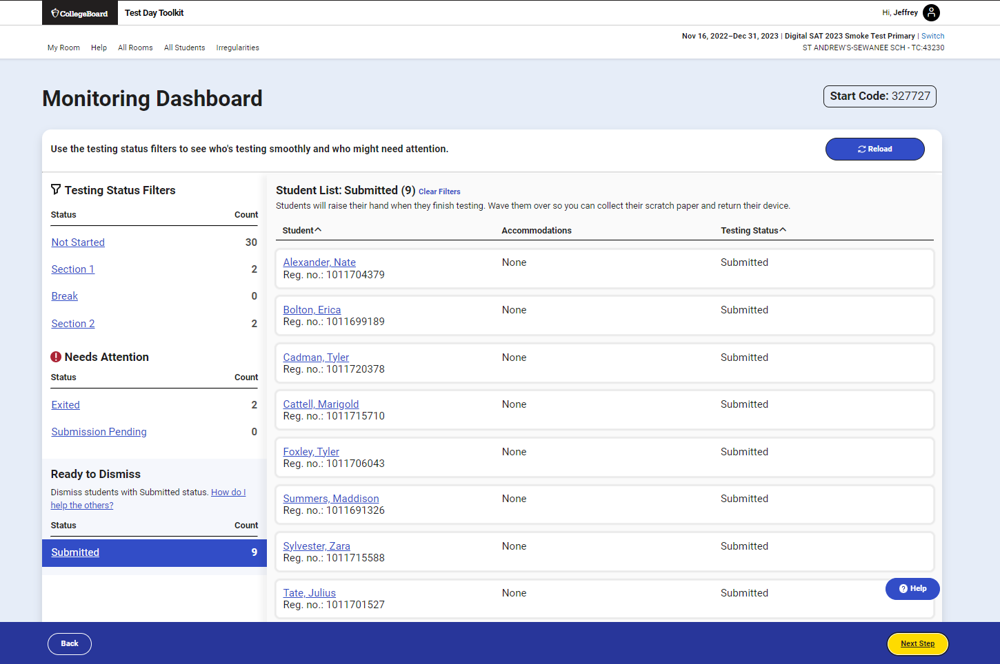 CollegeBoard
Test Day Toolkit
Hi, Jeffrey
Nov 16, 2022–Dec 31, 2023 | Digital SAT 2023 Smoke Test Primary | Switch
My Room Help All Rooms All Students Irregularities
ST ANDREW'S-SEWANEE SCH - TC:43230
Monitoring Dashboard
Start Code: 327727
Use the testing status filters to see who's testing smoothly and who might need attention.
Reload
Testing Status Filters
Status Count
Not Started 30
Section 1 2
Break 0
Section 2 2
Needs Attention
Status Count
Exited 2
Submission Pending 0
Ready to Dismiss
Dismiss students with Submitted status. How do I
help the others?
Status Count
Submitted 9
Student List: Submitted (9) Clear Filters
Students will raise their hand when they finish testing. Wave them over so you can collect their scratch paper and return their device.
Student Accommodations Testing Status
Alexander, Nate None Submitted
Reg. no.: 1011704379
Bolton, Erica None Submitted
Reg. no.: 1011699189
Cadman, Tyler None Submitted
Reg. no.: 1011720378
Cattell, Marigold None Submitted
Reg. no.: 1011715710
Foxley, Tyler None Submitted
Reg. no.: 1011706043
Summers, Maddison None Submitted
Reg. no.: 1011691326
Sylvester, Zara None Submitted
Reg. no.: 1011715588
Tate, Julius None Submitted
Reg. no.: 1011701527
Help
Back
Next Step